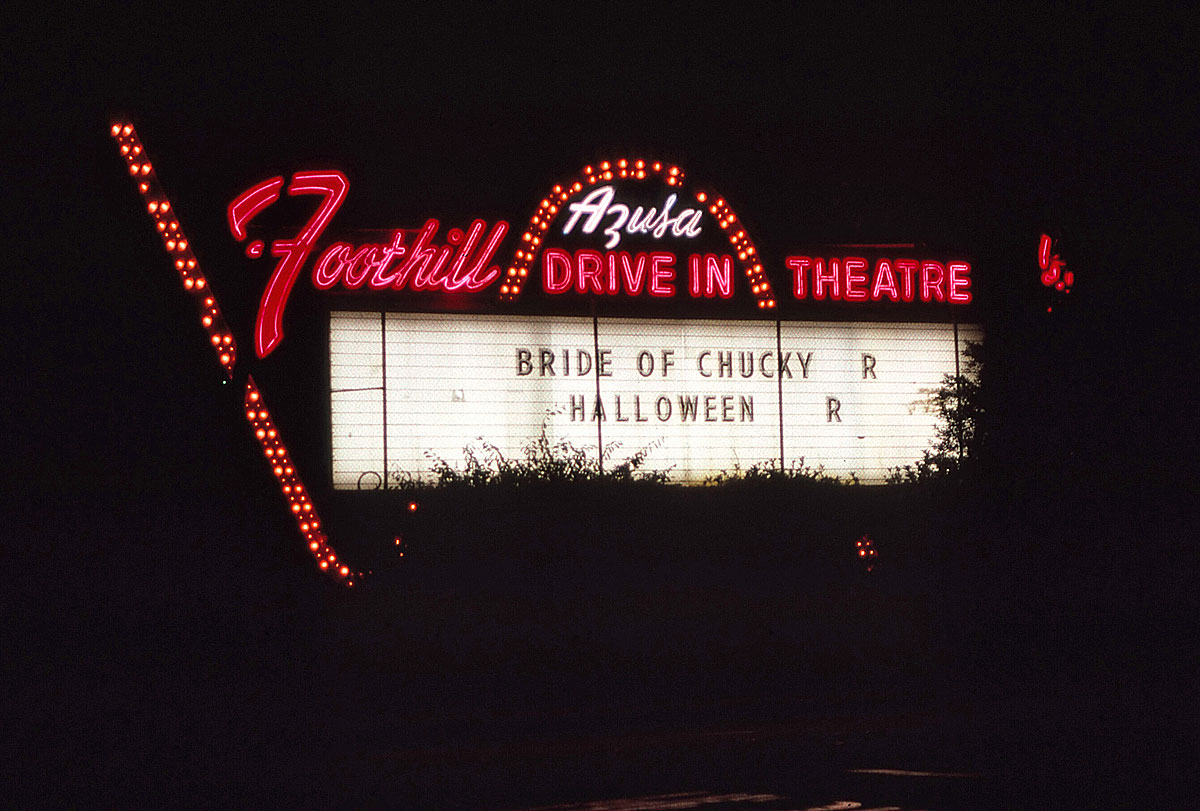 Azusa
Foothill DRIVE IN THEATRE
BRIDE OF CHUCKY R
HALLOWEEN R